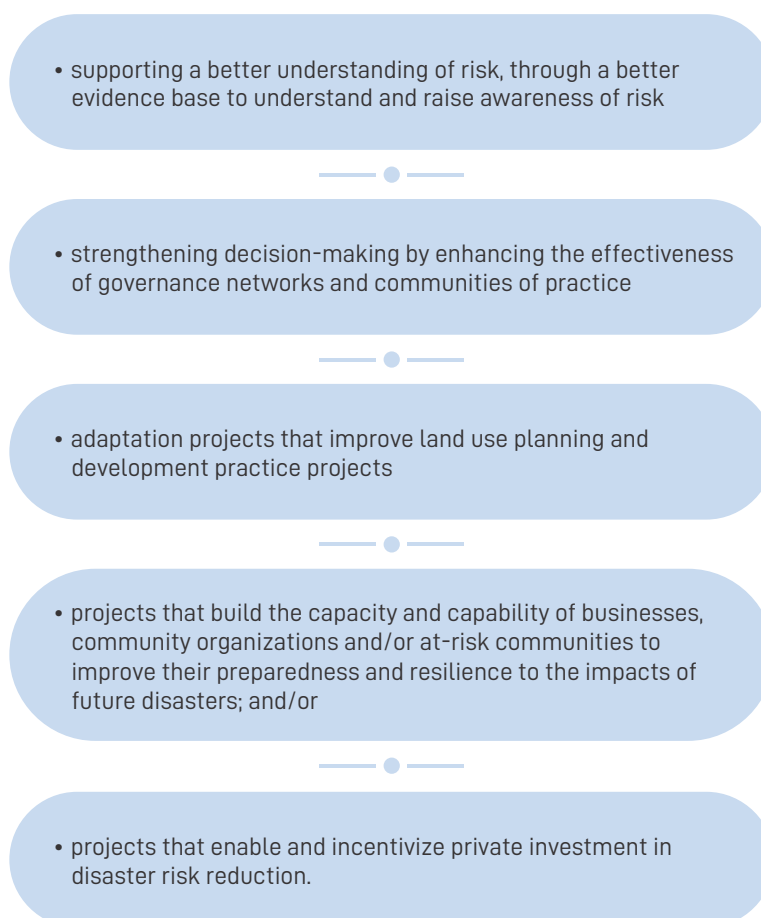 • supporting a better understanding of risk, through a better
evidence base to understand and raise awareness of risk
• strengthening decision-making by enhancing the effectiveness
of governance networks and communities of practice
• adaptation projects that improve land use planning and
development practice projects
• projects that build the capacity and capability of businesses,
community organizations and/or at-risk communities to
improve their preparedness and resilience to the impacts of
future disasters; and/or
• projects that enable and incentivize private investment in
disaster risk reduction.